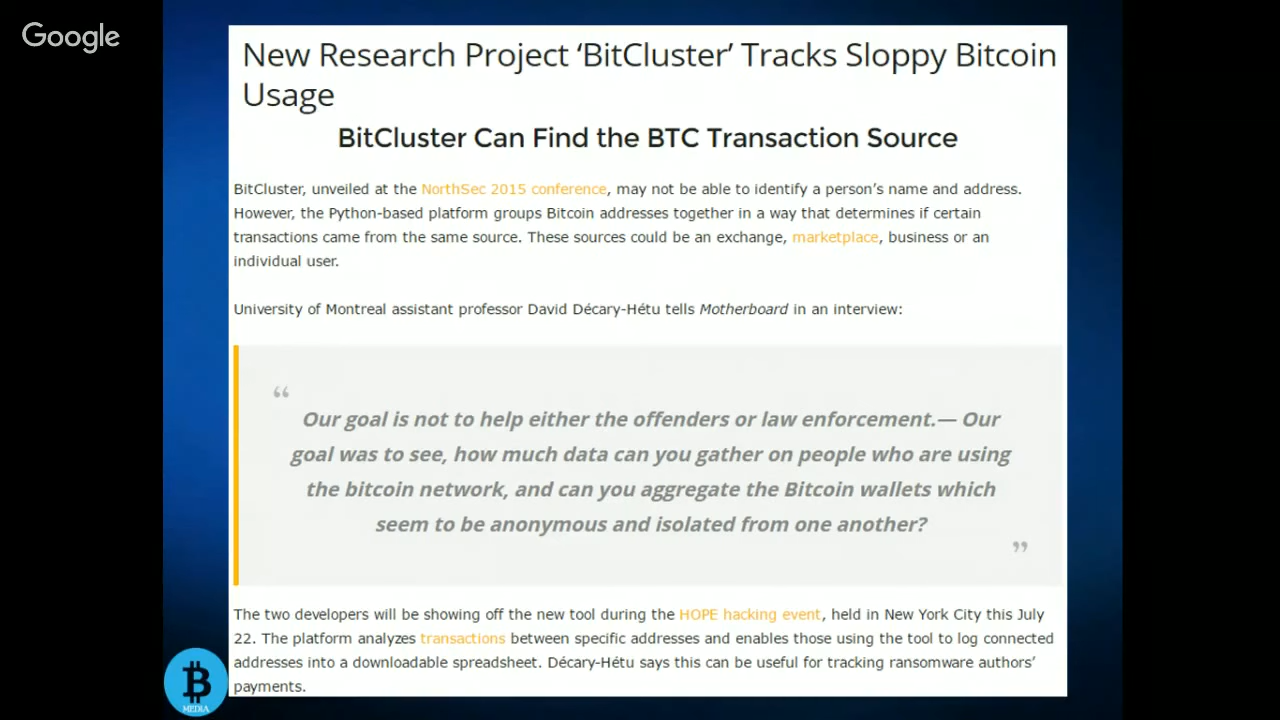 Google
New Research Project ‘BitCluster’ Tracks Sloppy Bitcoin
Usage
BitCluster Can Find the BTC Transaction Source
BitCluster, unveiled at the NorthSec 2015 conference, may not be able to identify a person’s name and address.
However, the Python-based platform groups Bitcoin addresses together in a way that determines if certain
transactions came from the same source. These sources could be an exchange, marketplace, business or an
individual user.
University of Montreal assistant professor David Décary-Hétu tells Motherboard in an interview:
“
Our goal is not to help either the offenders or law enforcement.— Our
goal was to see, how much data can you gather on people who are using
the bitcoin network, and can you aggregate the Bitcoin wallets which
seem to be anonymous and isolated from one another?
”
The two developers will be showing off the new tool during the HOPE hacking event, held in New York City this July
22. The platform analyzes transactions between specific addresses and enables those using the tool to log connected
addresses into a downloadable spreadsheet. Décary-Hétu says this can be useful for tracking ransomware authors’
payments.
MEDIA